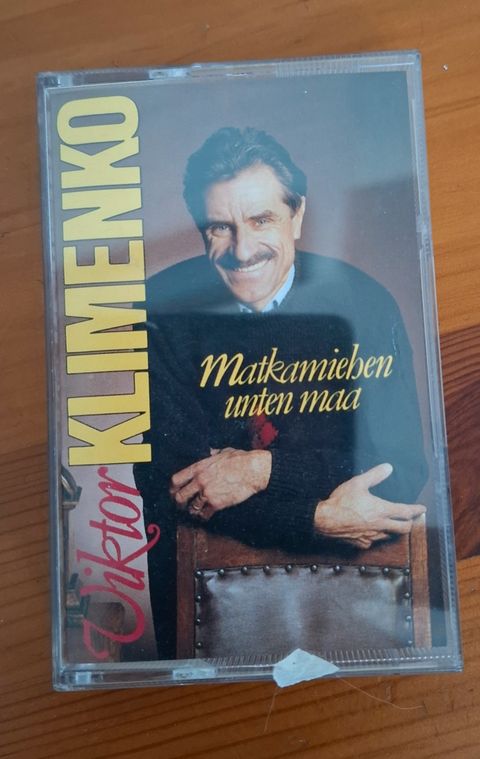 Viktor KLIMENKO
Matkamiehen
unten maa